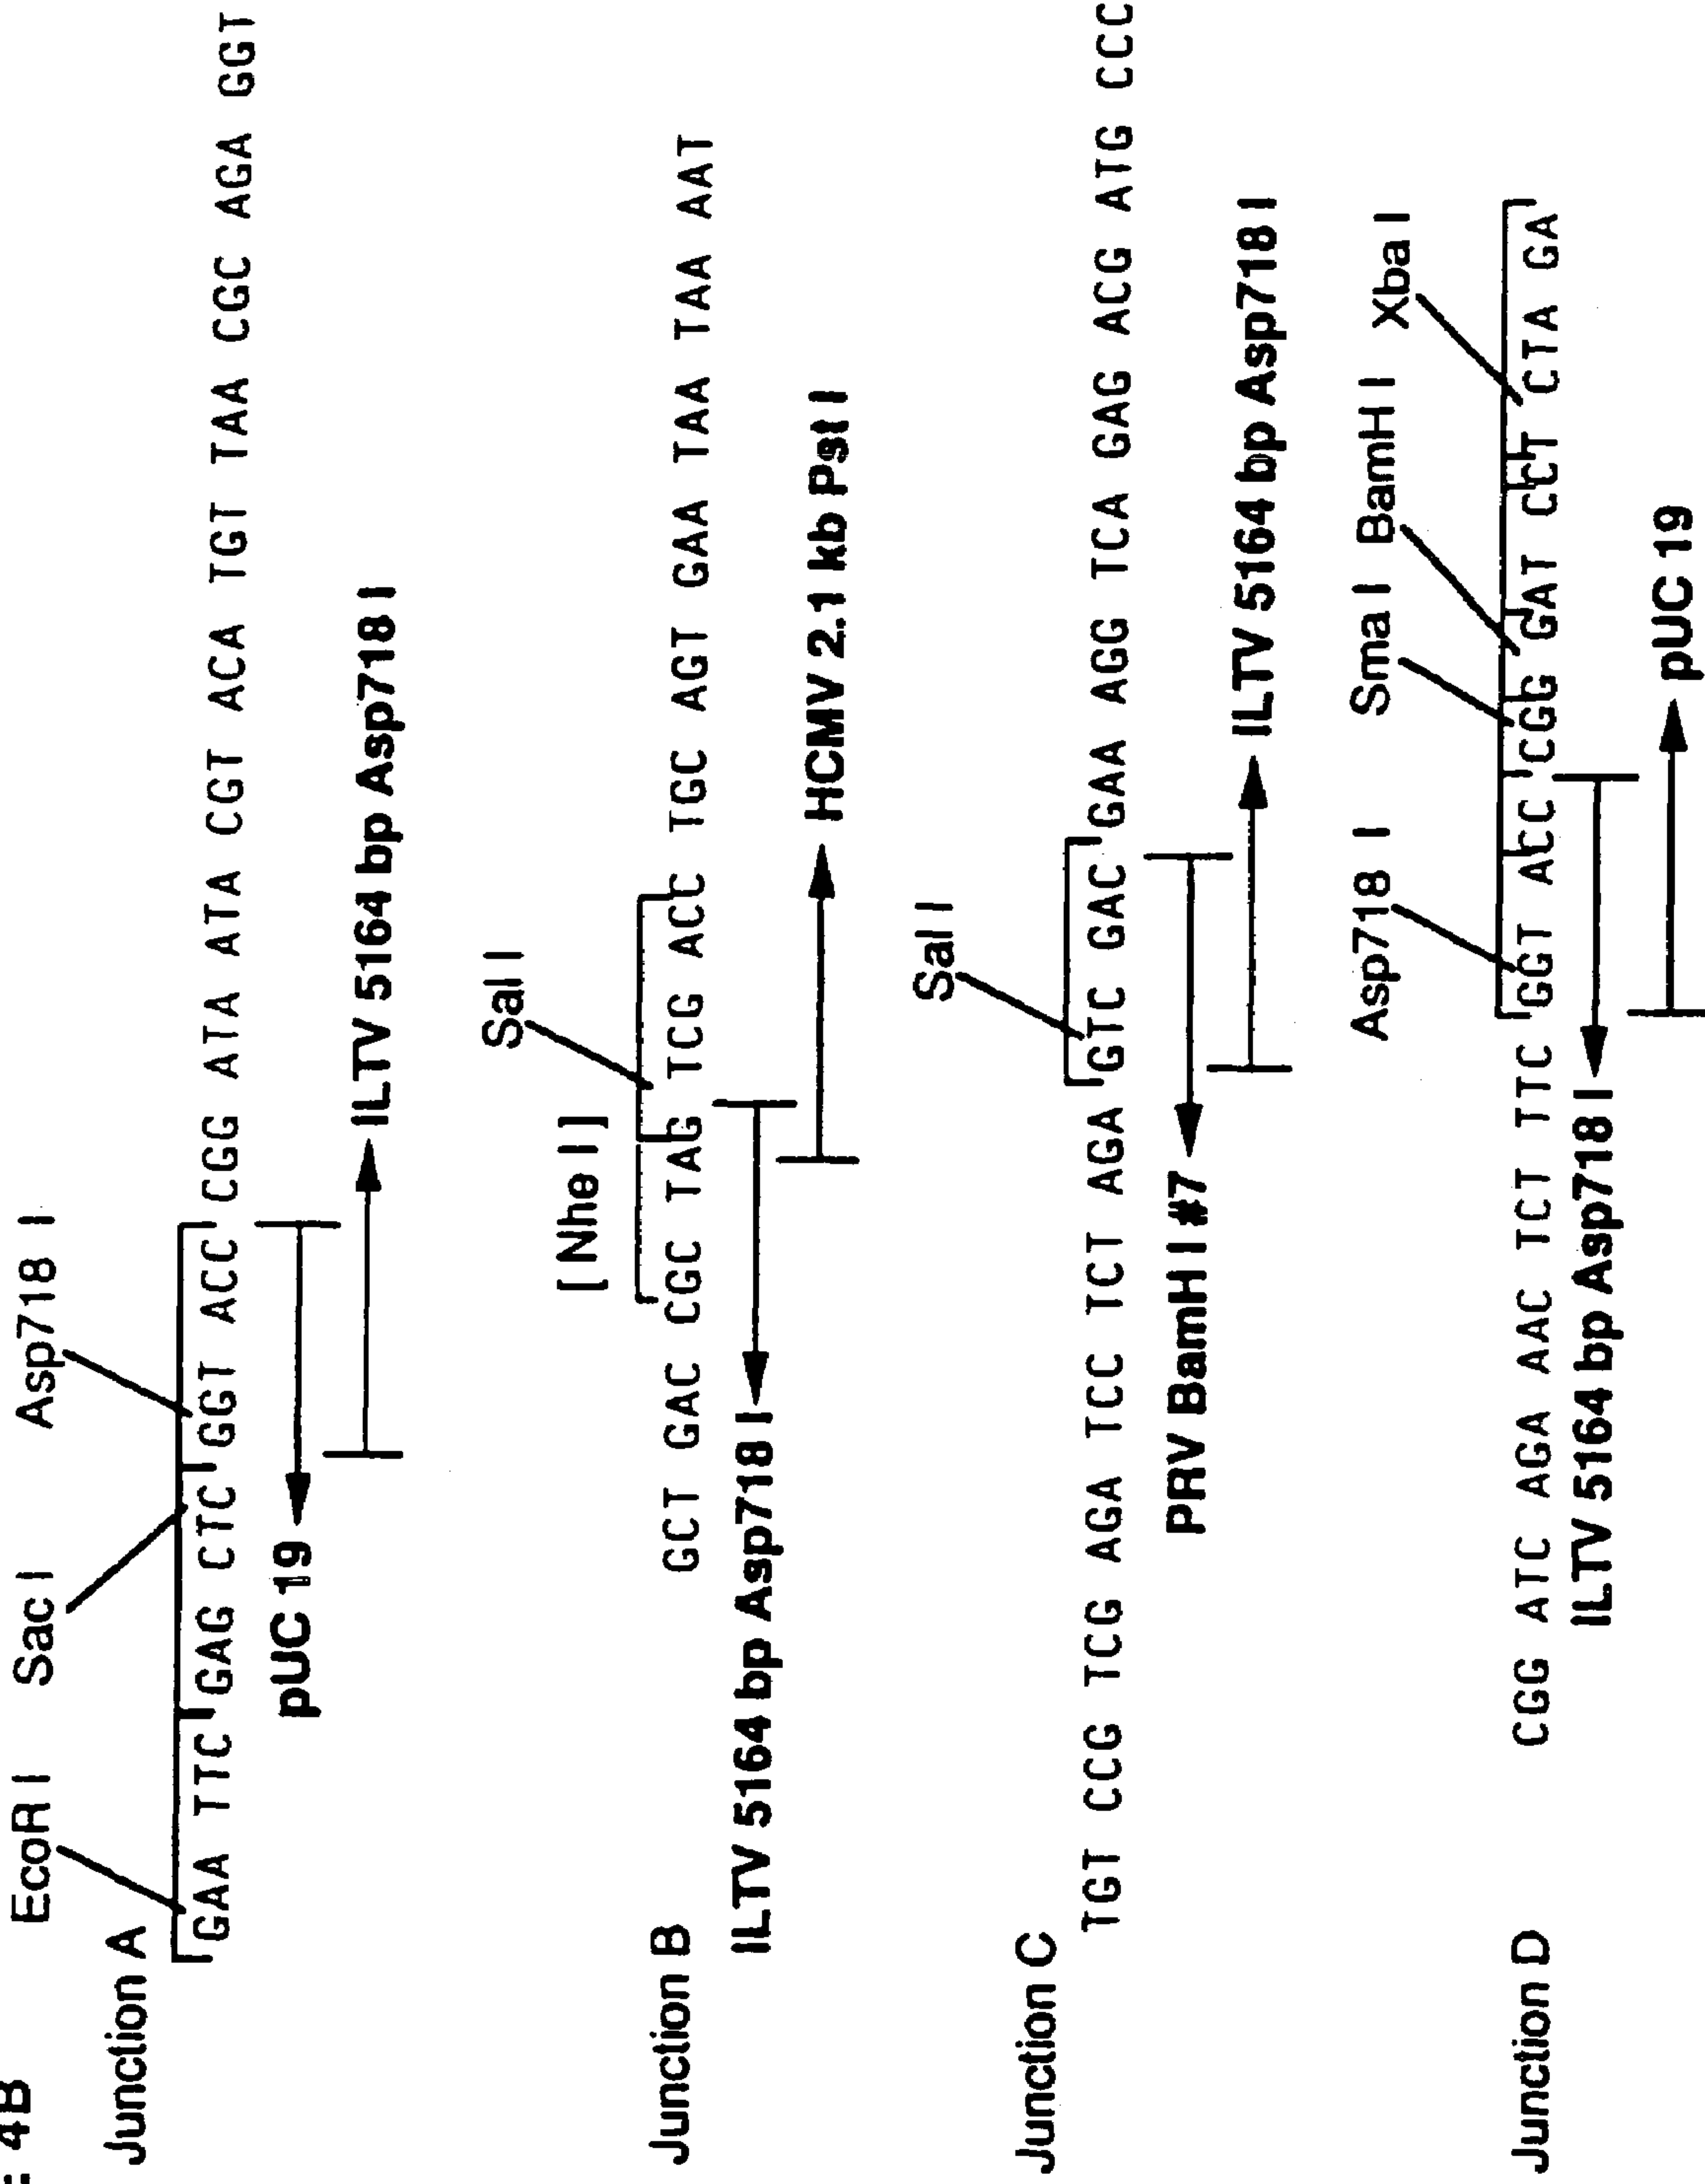 : 4B
EcoR I Sac I Asp718 I
Junction A
GAA TTC GAG CTC GGT ACC CGG ATA ATA CGT ACA TGT TAA CGC AGA GGT
pUC 19
ILTV 5164 bp Asp718 I
[Nhe I] Sal I
Junction B
GCT GAC CGC TAG TCG ACC TGC AGT GAA TAA TAA AAT
ILTV 5164 bp Asp718 I
HCMV 2.1 kb Pst I
Sal I
Junction C
TGT CCG TCG AGA TCC TCT AGA GTC GAC GAA AGG TCA GAG ACG ATG CCC
PRV BamH I #7
ILTV 5164 bp Asp718 I
Asp718 I Sma I BamH I Xba I
Junction D
CGG ATC AGA AAC TCT TTC GGT ACC CGG GAT CCT CTA GA
ILTV 5164 bp Asp718 I
pUC 19